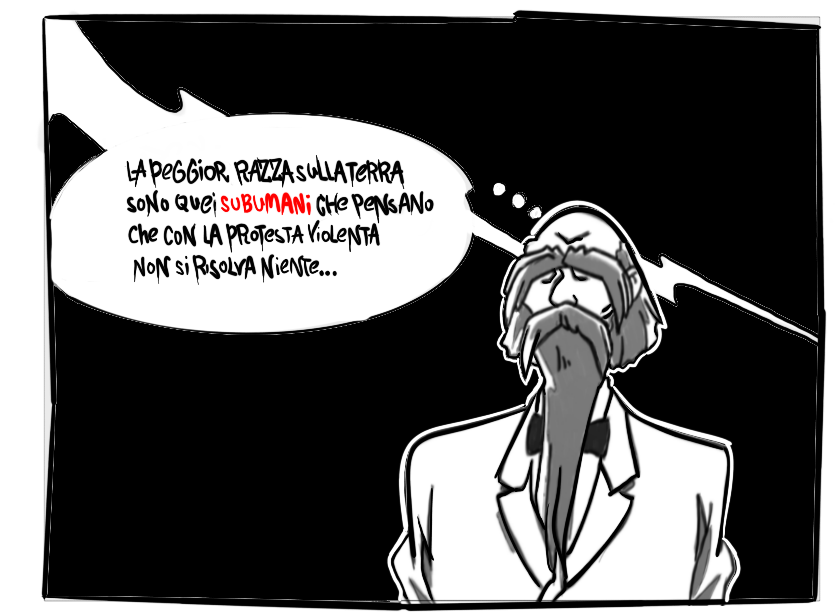 LA PEGGIOR RAZZA SULLA TERRA
SONO QUEI SUBUMANI CHE PENSANO
CHE CON LA PROTESTA VIOLENTA
NON SI RISOLVA NIENTE...